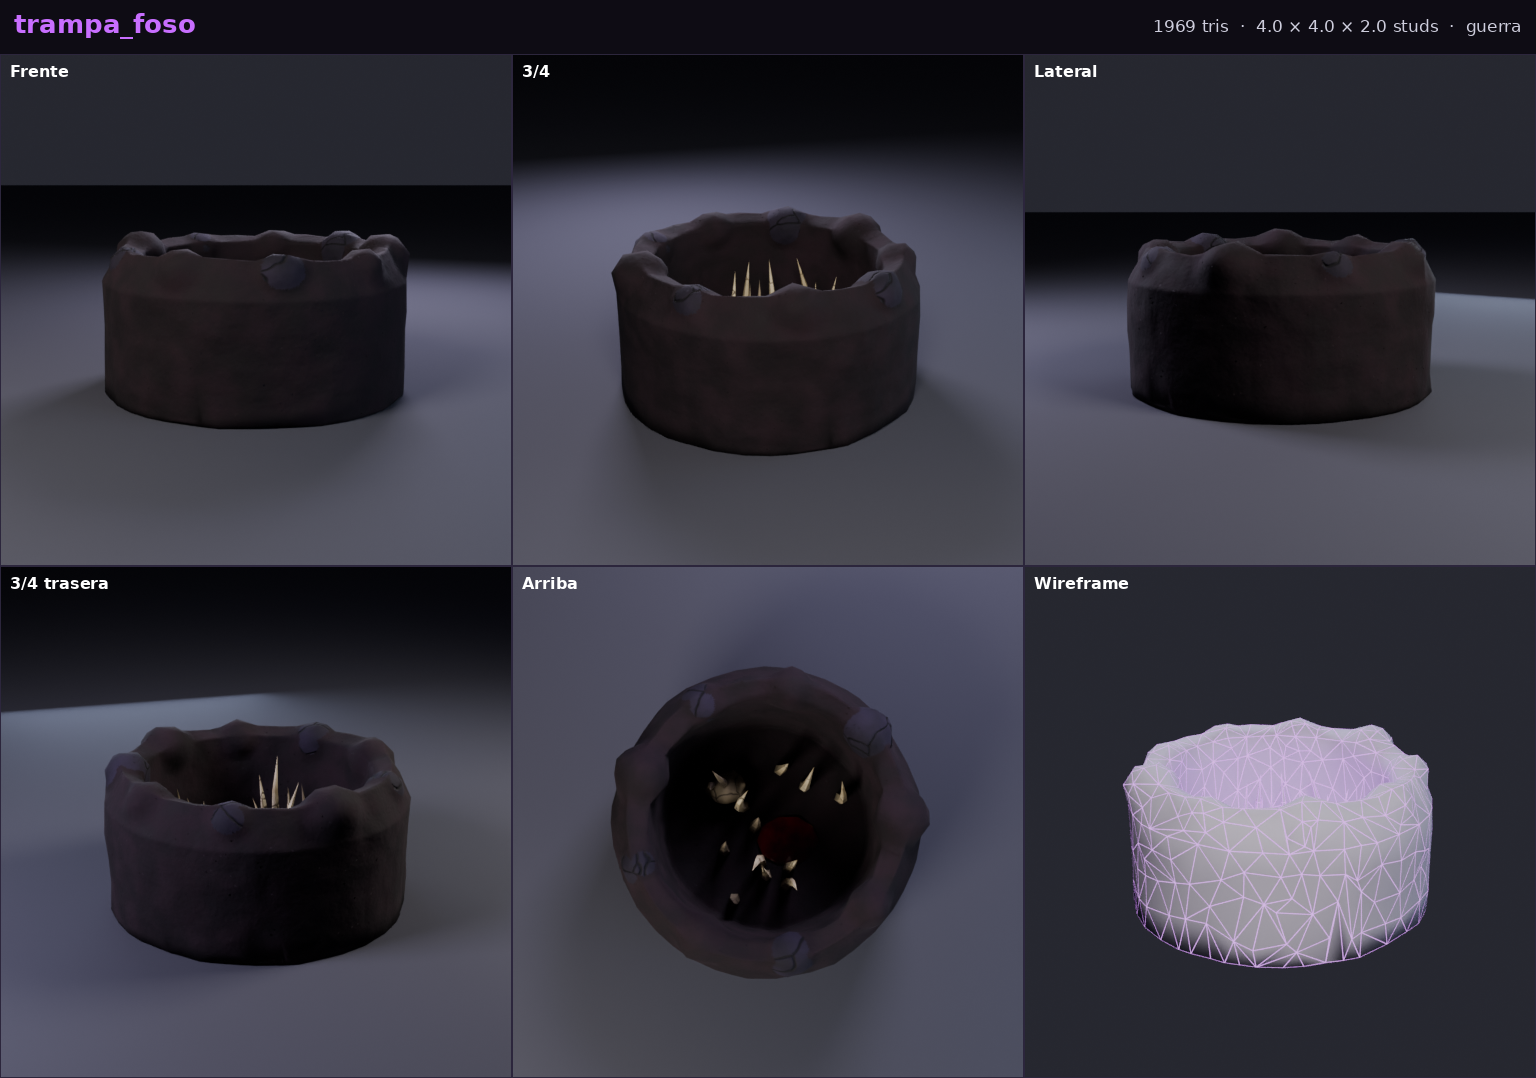 trampa_foso
1969 tris · 4.0 × 4.0 × 2.0 studs · guerra
Frente
3/4
Lateral
3/4 trasera
Arriba
Wireframe